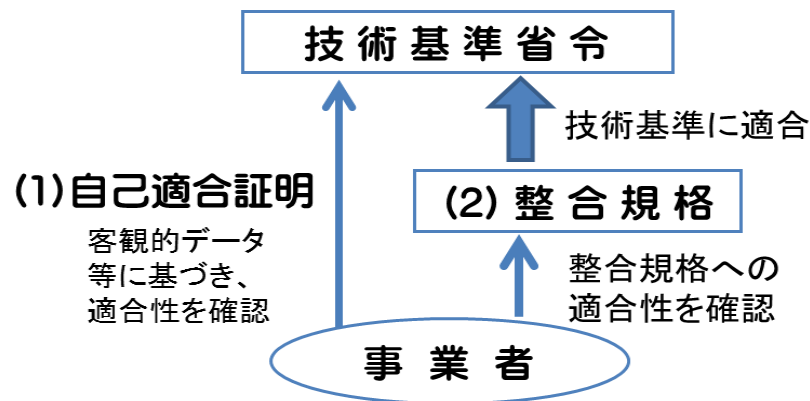 技術基準省令
技術基準に適合
(1)自己適合証明
客観的データ
等に基づき、
適合性を確認
(2)整合規格
整合規格への
適合性を確認
事業者